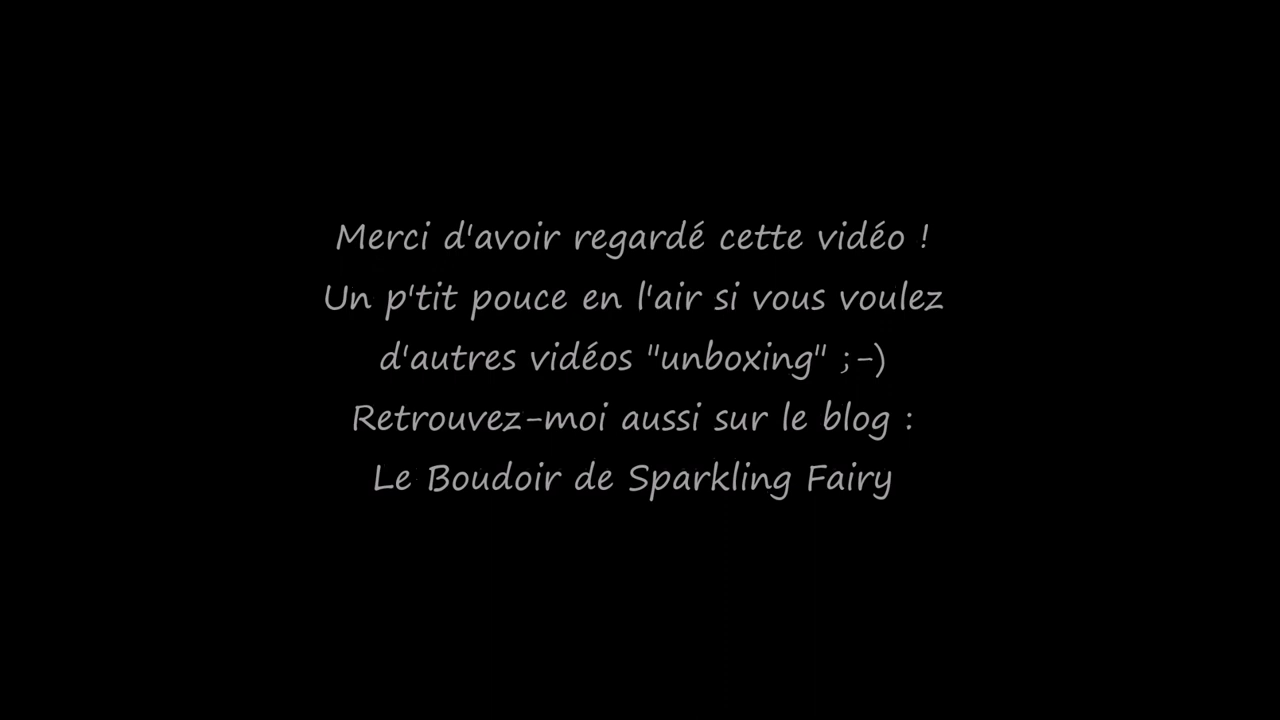 Merci d'avoir regardé cette vidéo !
Un p'tit pouce en l'air si vous voulez
d'autres vidéos "unboxing" ;-)
Retrouvez-moi aussi sur le blog :
Le Boudoir de Sparkling Fairy